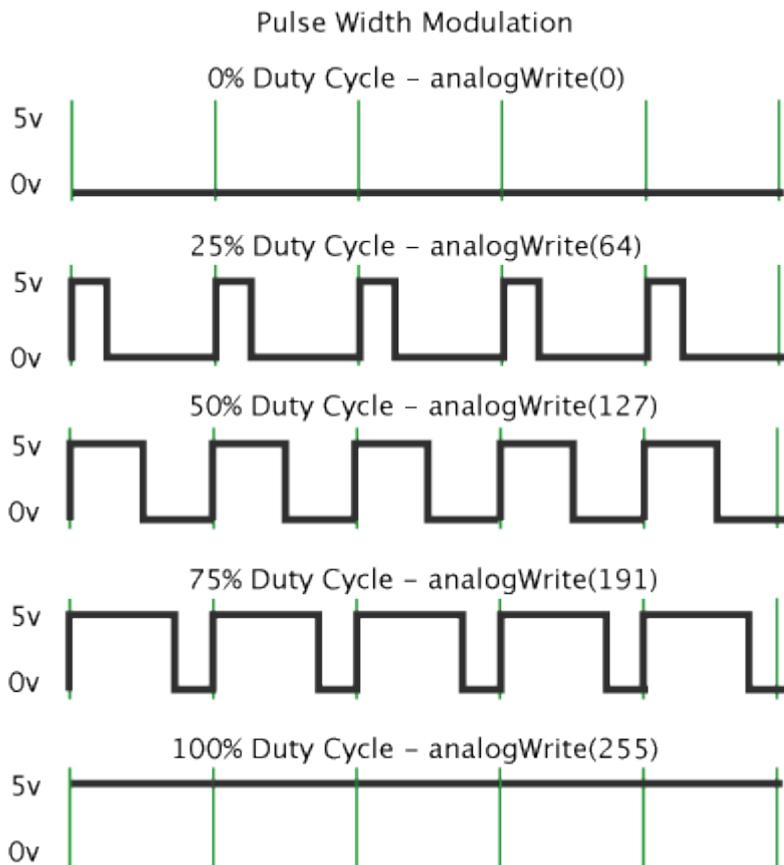 Pulse Width Modulation
0% Duty Cycle – analogWrite(0)
5v
0v
25% Duty Cycle – analogWrite(64)
5v
0v
50% Duty Cycle – analogWrite(127)
5v
0v
75% Duty Cycle – analogWrite(191)
5v
0v
100% Duty Cycle – analogWrite(255)
5v
0v